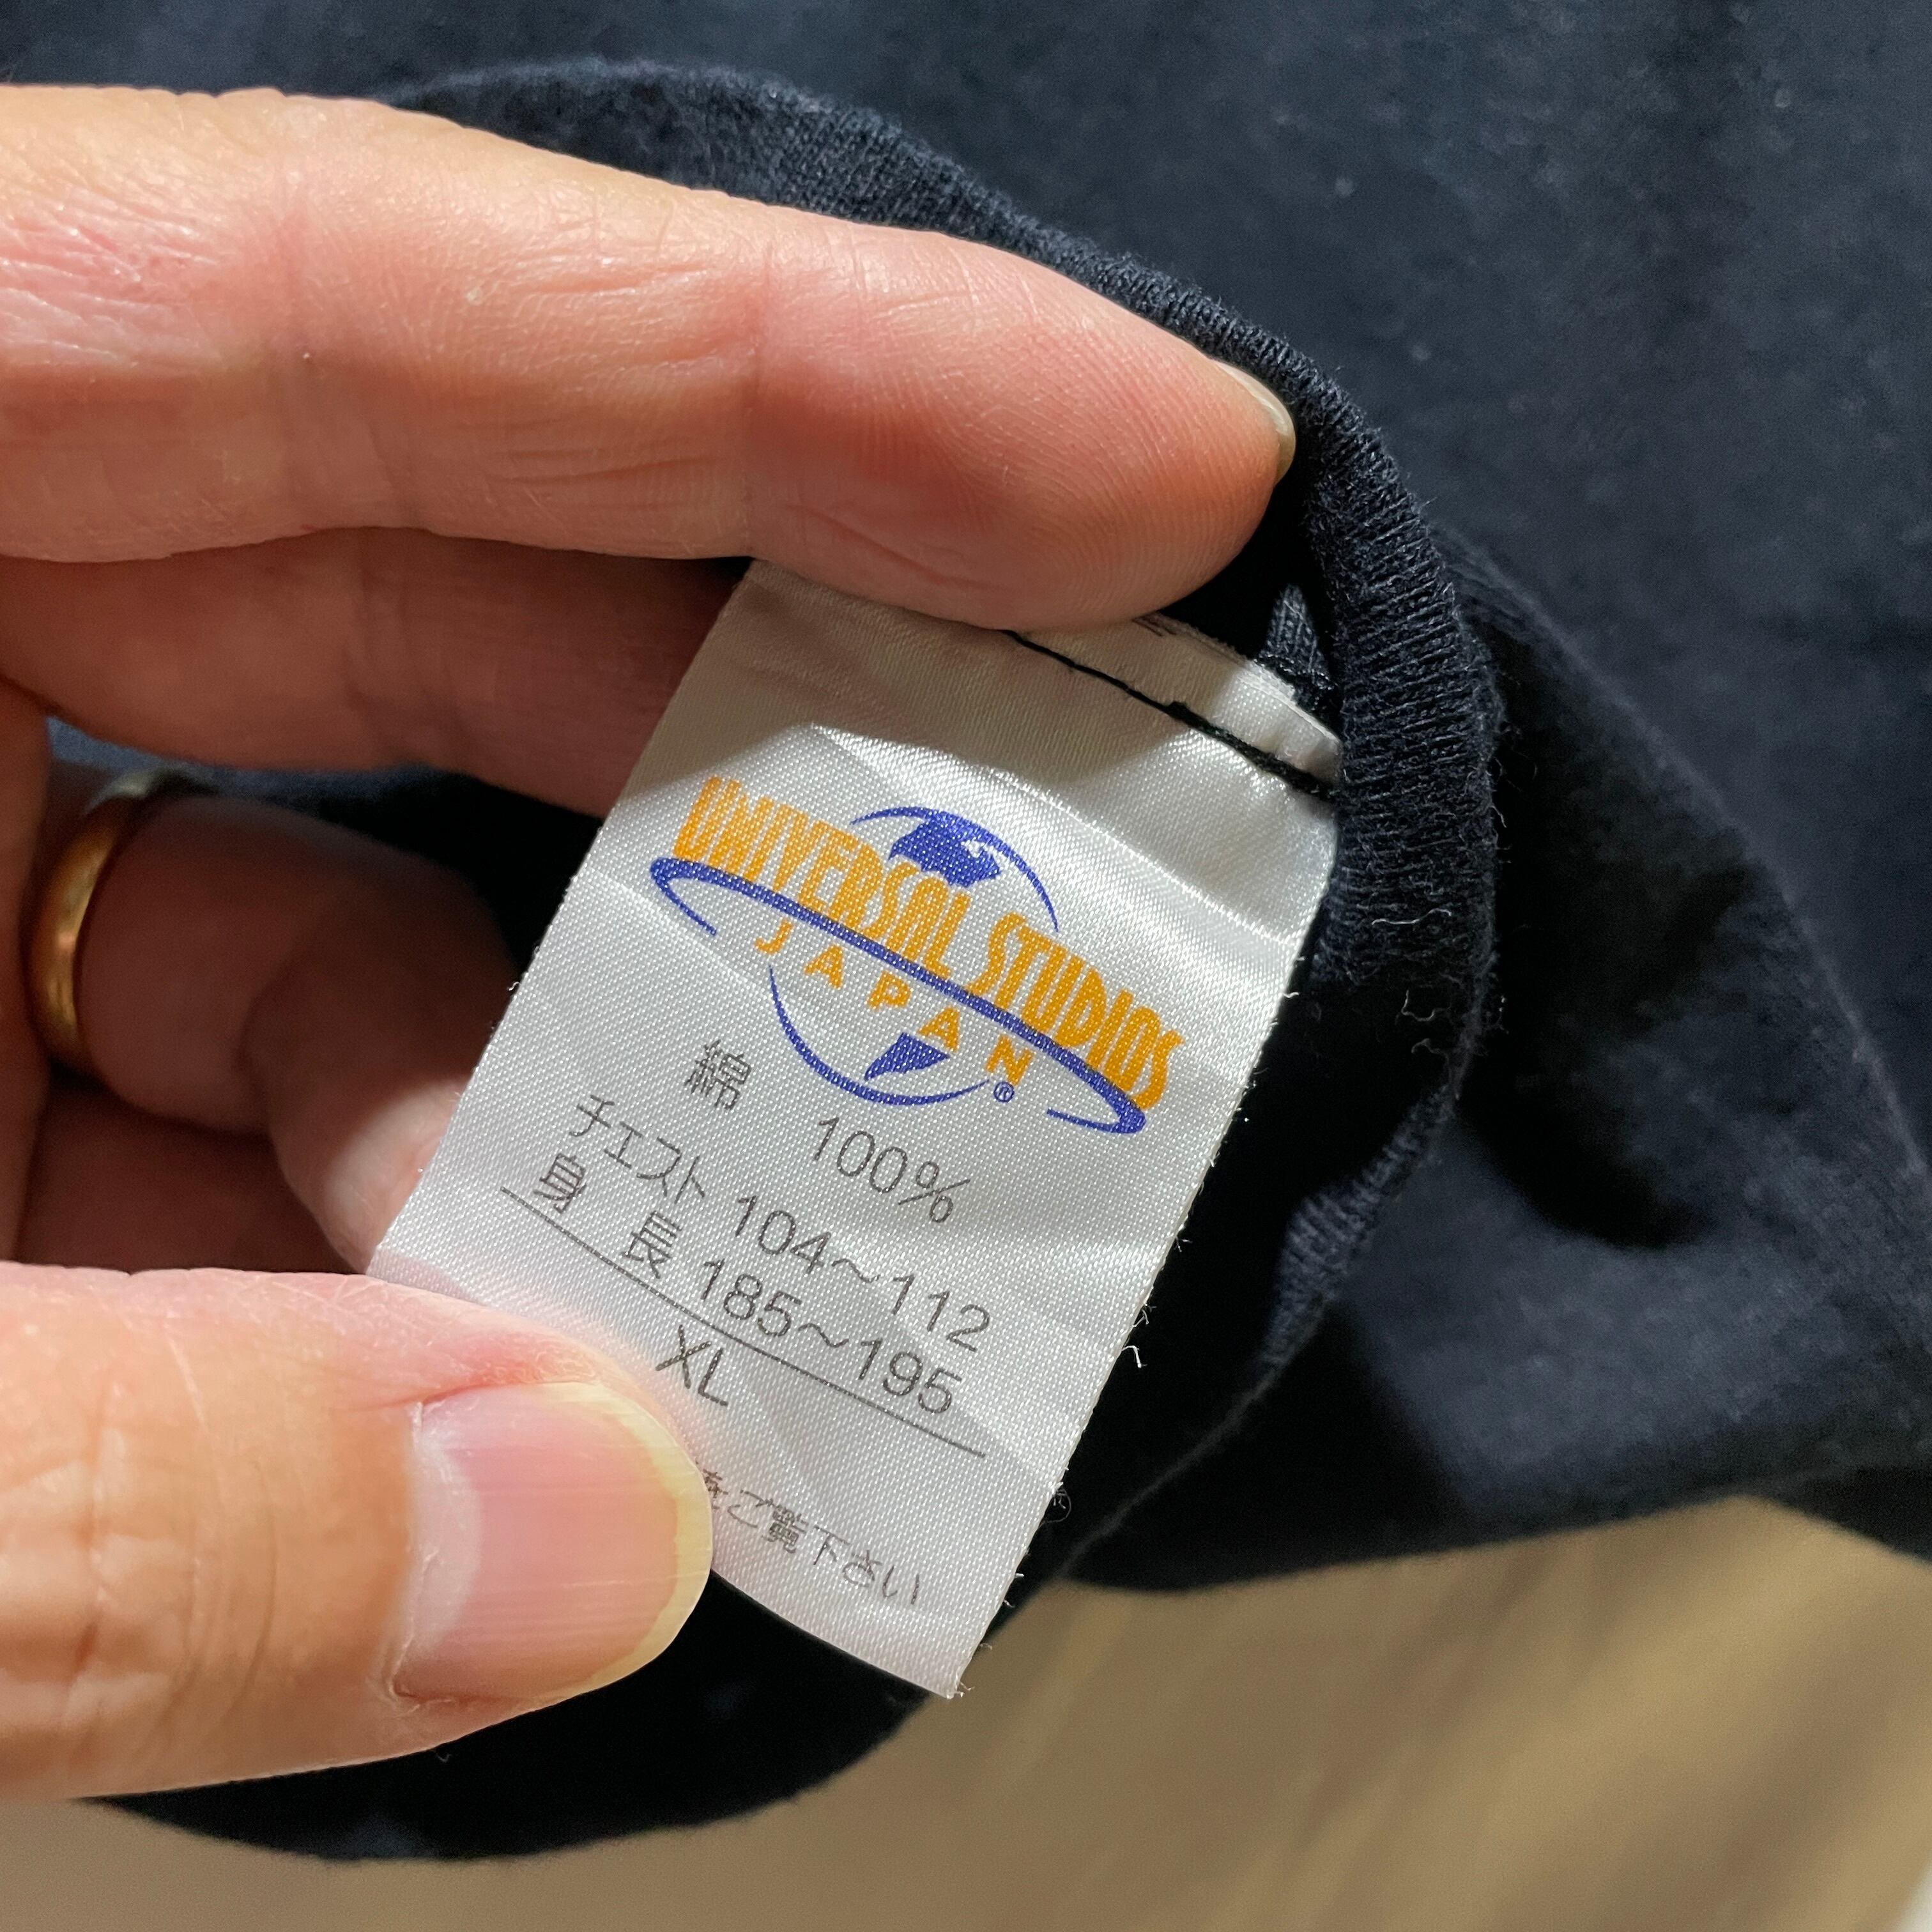 UNIVERSAL STUDIOS
JAPAN®
綿 100%
チェスト 104~112
身長 185~195
XL
をご覧下さい